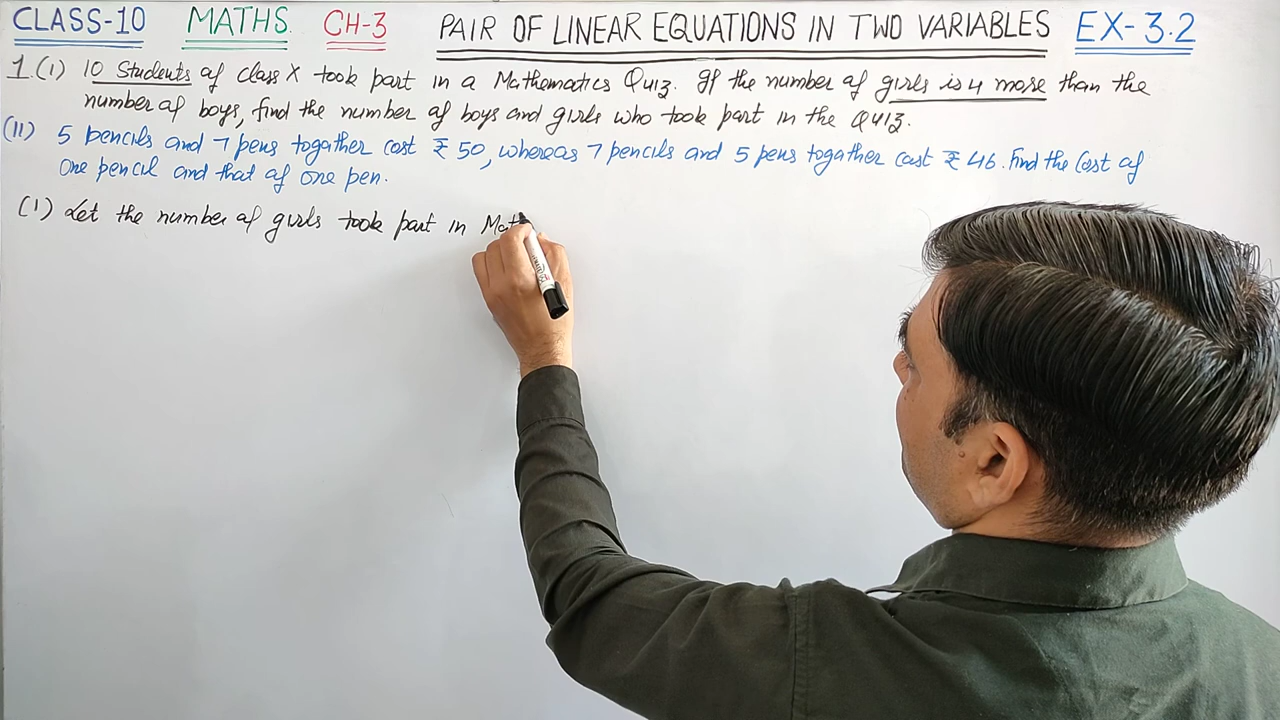 CLASS-10 MATHS CH-3 PAIR OF LINEAR EQUATIONS IN TWO VARIABLES EX-3.2
1.(i) 10 Students of class X took part in a Mathematics Quiz. If the number of girls is 4 more than the
number of boys, find the number of boys and girls who took part in the QUIZ.
(II) 5 pencils and 7 pens together cost ₹ 50, whereas 7 pencils and 5 pens together cost ₹ 46. Find the cost of
one pencil and that of one pen.
(i) Let the number of girls took part in Mat